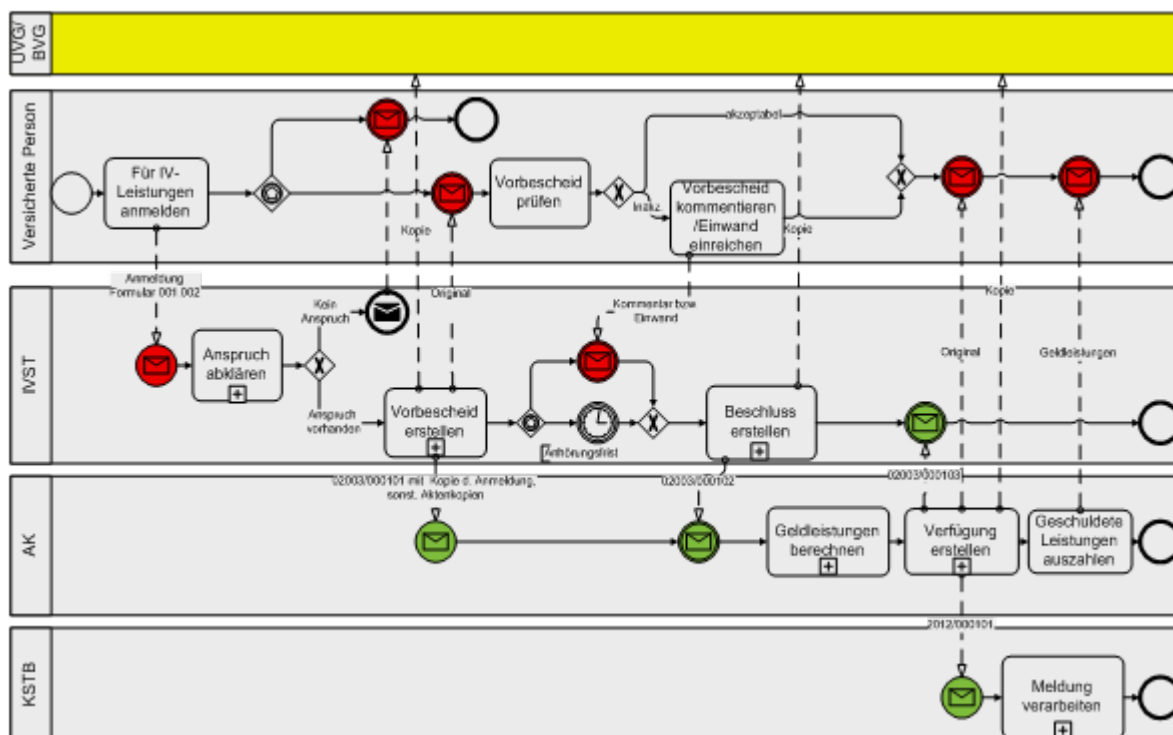 UVG/
BVG
Versicherte Person
Für IV-
Leistungen
anmelden
Vorbescheid
prüfen
akzeptabel
Inakz.
Vorbescheid
kommentieren
/Einwand
einreichen
Kopie
Kopie
Anmeldung
Formular 001.002
Original
Kopie
IVST
Kein
Anspruch
Kommentar bzw.
Einwand
Anspruch
abklären
Original
Geldleistungen
Anspruch
vorhanden
Vorbescheid
erstellen
Anhörungsfrist
Beschluss
erstellen
02003/000101 mit Kopie d. Anmeldung,
sonst. Aktenkopien
02003/000102
02003/000103
AK
Geldleistungen
berechnen
Verfügung
erstellen
Geschuldete
Leistungen
auszahlen
2012/000101
KSTB
Meldung
verarbeiten